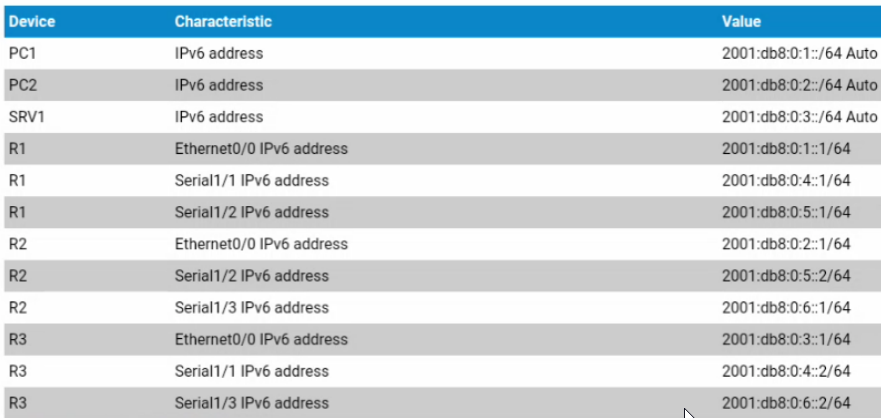 Device Characteristic Value
PC1 IPv6 address 2001:db8:0:1::/64 Auto
PC2 IPv6 address 2001:db8:0:2::/64 Auto
SRV1 IPv6 address 2001:db8:0:3::/64 Auto
R1 Ethernet0/0 IPv6 address 2001:db8:0:1::1/64
R1 Serial1/1 IPv6 address 2001:db8:0:4::1/64
R1 Serial1/2 IPv6 address 2001:db8:0:5::1/64
R2 Ethernet0/0 IPv6 address 2001:db8:0:2::1/64
R2 Serial1/2 IPv6 address 2001:db8:0:5::2/64
R2 Serial1/3 IPv6 address 2001:db8:0:6::1/64
R3 Ethernet0/0 IPv6 address 2001:db8:0:3::1/64
R3 Serial1/1 IPv6 address 2001:db8:0:4::2/64
R3 Serial1/3 IPv6 address 2001:db8:0:6::2/64